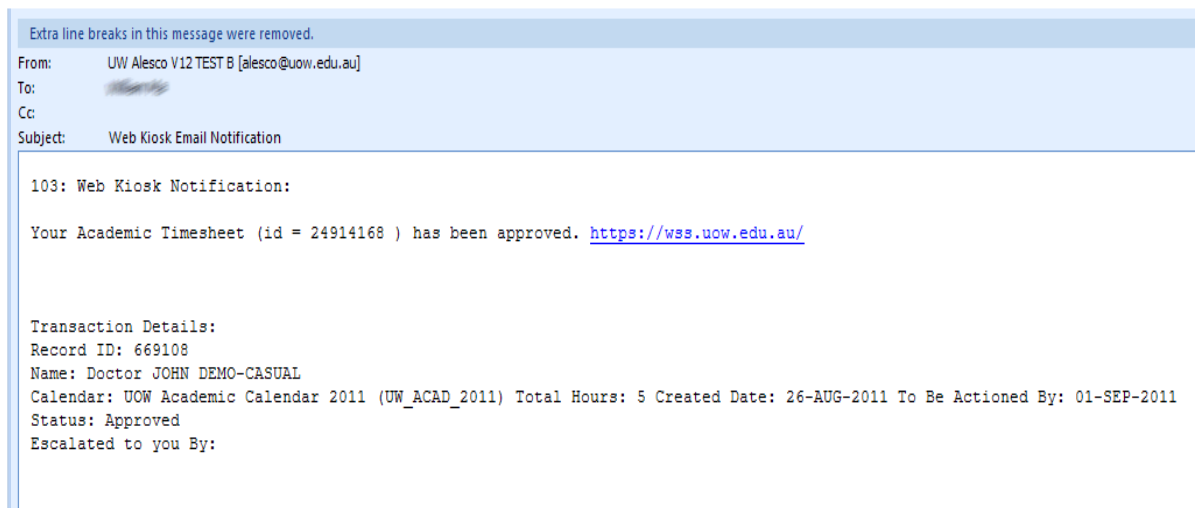 Extra line breaks in this message were removed.
From: UW Alesco V12 TEST B [alesco@uow.edu.au]
To:
Cc:
Subject: Web Kiosk Email Notification
103: Web Kiosk Notification:
Your Academic Timesheet (id = 24914168 ) has been approved. https://wss.uow.edu.au/
Transaction Details:
Record ID: 669108
Name: Doctor JOHN DEMO-CASUAL
Calendar: UOW Academic Calendar 2011 (UW_ACAD_2011) Total Hours: 5 Created Date: 26-AUG-2011 To Be Actioned By: 01-SEP-2011
Status: Approved
Escalated to you By: